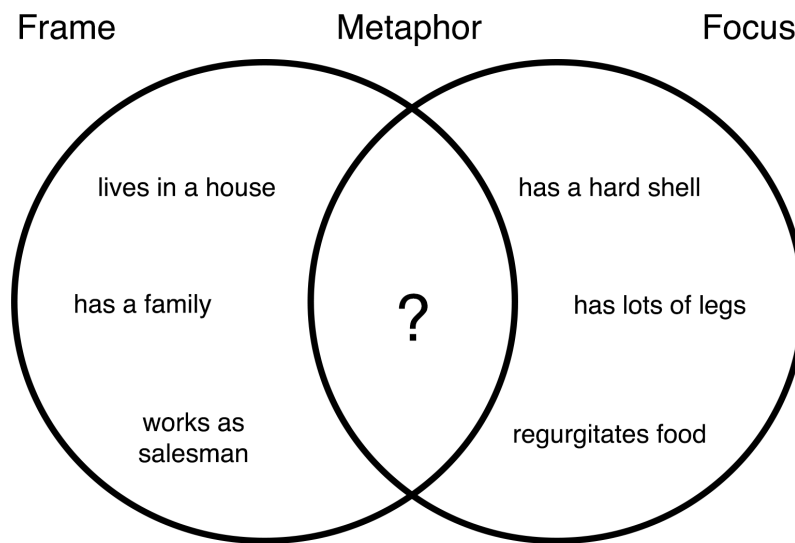 Frame
Metaphor
Focus
lives in a house
has a hard shell
has a family
?
has lots of legs
works as
salesman
regurgitates food